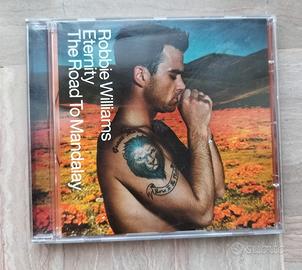 Robbie Williams
Eternity
The Road To Mandalay